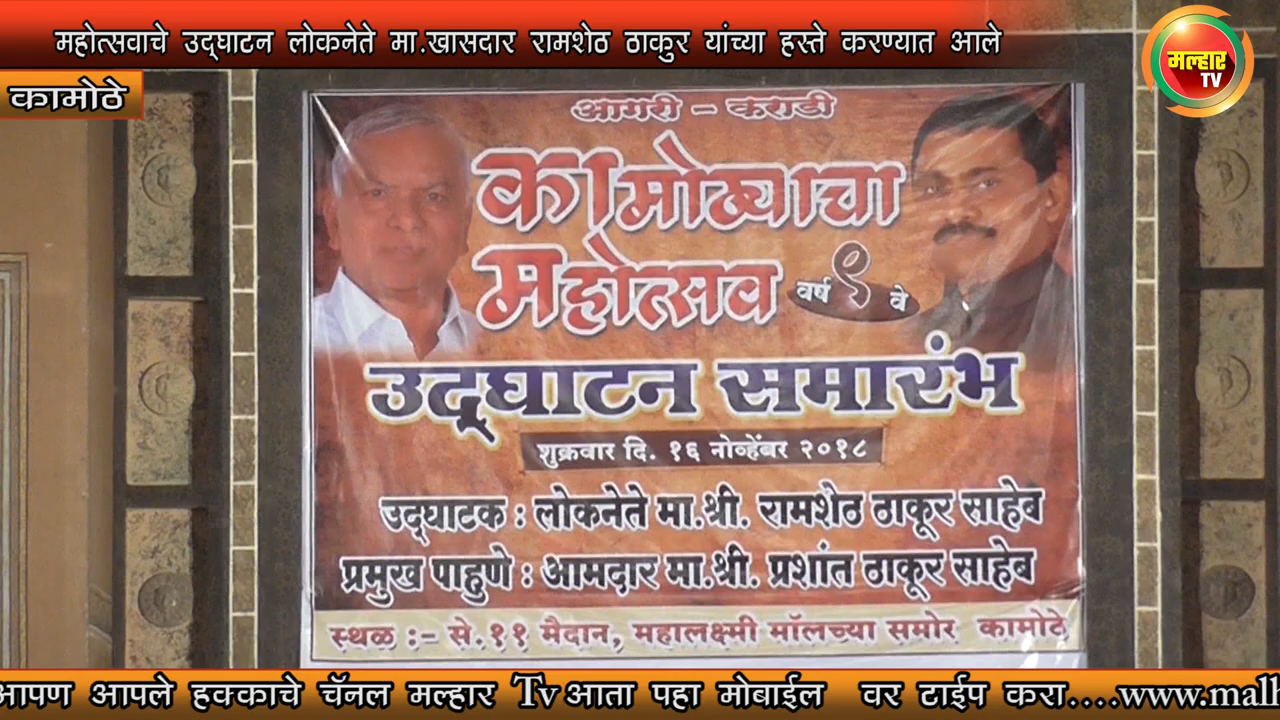 महोत्सवाचे उद्घाटन लोकनेते मा.खासदार रामशेठ ठाकुर यांच्या हस्ते करण्यात आले
मल्हार
TV
कामोठे
आगरी - कराडी
कामोठ्याचा
महोत्सव
वर्ष ९ वे
उद्घाटन समारंभ
शुक्रवार दि. १६ नोव्हेंबर २०१८
उद्घाटक : लोकनेते मा.श्री. रामशेठ ठाकूर साहेब
प्रमुख पाहुणे : आमदार मा.श्री. प्रशांत ठाकूर साहेब
स्थळ :- से.११ मैदान, महालक्ष्मी मॉलच्या समोर कामोठे
आपण आपले हक्काचे चॅनल मल्हार Tv आता पहा मोबाईल वर टाईप करा....www.malh